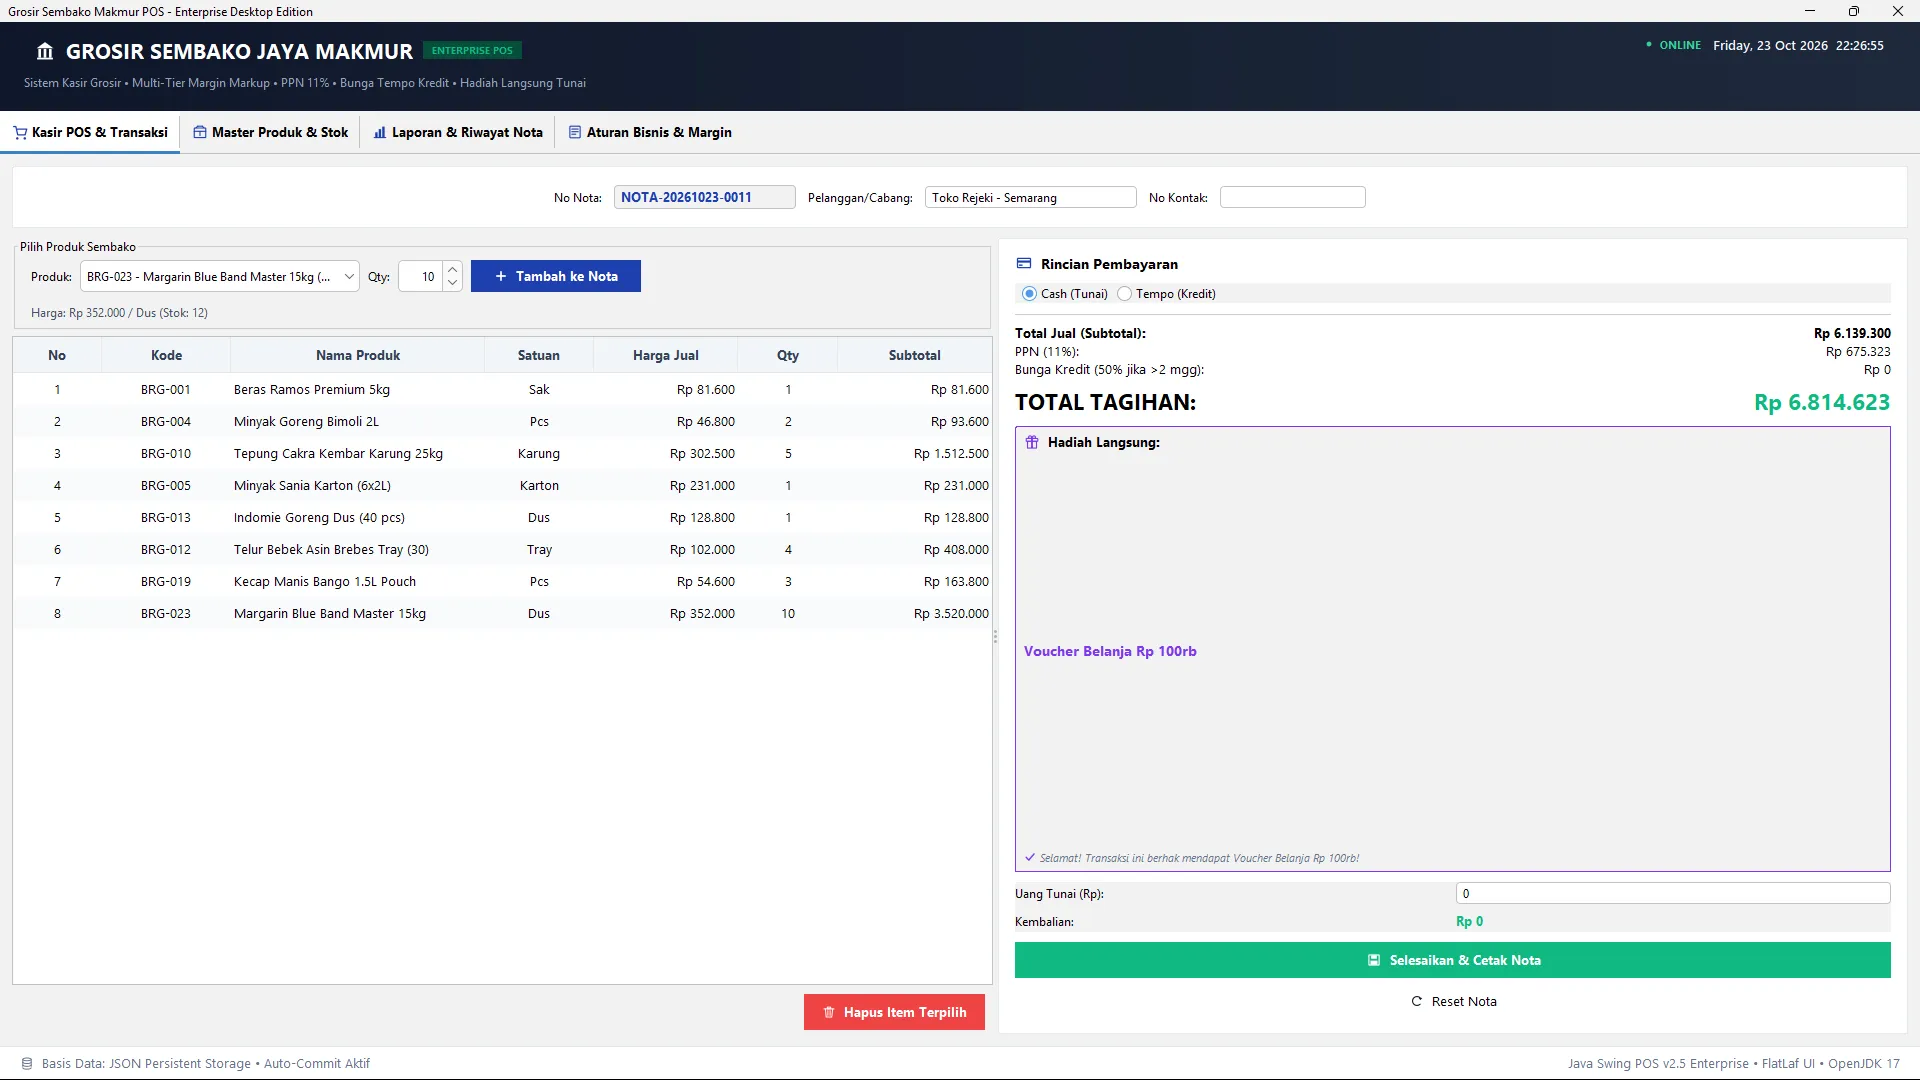 Grosir Sembako Makmur POS - Enterprise Desktop Edition
GROSIR SEMBAKO JAYA MAKMUR ENTERPRISE POS
• ONLINE Friday, 23 Oct 2026 22:26:55
Sistem Kasir Grosir • Multi-Tier Margin Markup • PPN 11% • Bunga Tempo Kredit • Hadiah Langsung Tunai
Kasir POS & Transaksi Master Produk & Stok Laporan & Riwayat Nota Aturan Bisnis & Margin
No Nota: NOTA-20261023-0011 Pelanggan/Cabang: Toko Rejeki - Semarang No Kontak:
Pilih Produk Sembako
Produk: BRG-023 - Margarin Blue Band Master 15kg (... Qty: 10 + Tambah ke Nota
Harga: Rp 352.000 / Dus (Stok: 12)
No Kode Nama Produk Satuan Harga Jual Qty Subtotal
1 BRG-001 Beras Ramos Premium 5kg Sak Rp 81.600 1 Rp 81.600
2 BRG-004 Minyak Goreng Bimoli 2L Pcs Rp 46.800 2 Rp 93.600
3 BRG-010 Tepung Cakra Kembar Karung 25kg Karung Rp 302.500 5 Rp 1.512.500
4 BRG-005 Minyak Sania Karton (6x2L) Karton Rp 231.000 1 Rp 231.000
5 BRG-013 Indomie Goreng Dus (40 pcs) Dus Rp 128.800 1 Rp 128.800
6 BRG-012 Telur Bebek Asin Brebes Tray (30) Tray Rp 102.000 4 Rp 408.000
7 BRG-019 Kecap Manis Bango 1.5L Pouch Pcs Rp 54.600 3 Rp 163.800
8 BRG-023 Margarin Blue Band Master 15kg Dus Rp 352.000 10 Rp 3.520.000
Hapus Item Terpilih
Rincian Pembayaran
Cash (Tunai) Tempo (Kredit)
Total Jual (Subtotal): Rp 6.139.300
PPN (11%): Rp 675.323
Bunga Kredit (50% jika >2 mgg): Rp 0
TOTAL TAGIHAN: Rp 6.814.623
Hadiah Langsung:
Voucher Belanja Rp 100rb
Selamat! Transaksi ini berhak mendapat Voucher Belanja Rp 100rb!
Uang Tunai (Rp): 0
Kembalian: Rp 0
Selesaikan & Cetak Nota
Reset Nota
Basis Data: JSON Persistent Storage • Auto-Commit Aktif
Java Swing POS v2.5 Enterprise • FlatLaf UI • OpenJDK 17